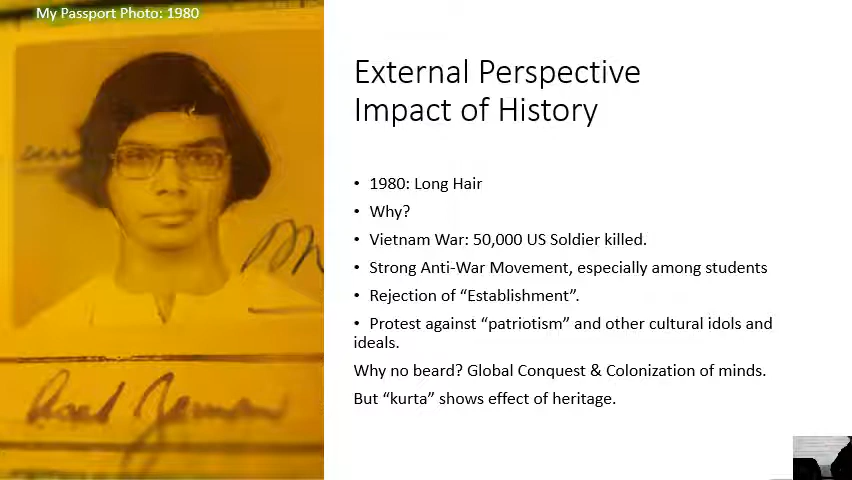 My Passport Photo: 1980
External Perspective
Impact of History
• 1980: Long Hair
• Why?
• Vietnam War: 50,000 US Soldier killed.
• Strong Anti-War Movement, especially among students
• Rejection of “Establishment”.
• Protest against “patriotism” and other cultural idols and
ideals.
Why no beard? Global Conquest & Colonization of minds.
But “kurta” shows effect of heritage.